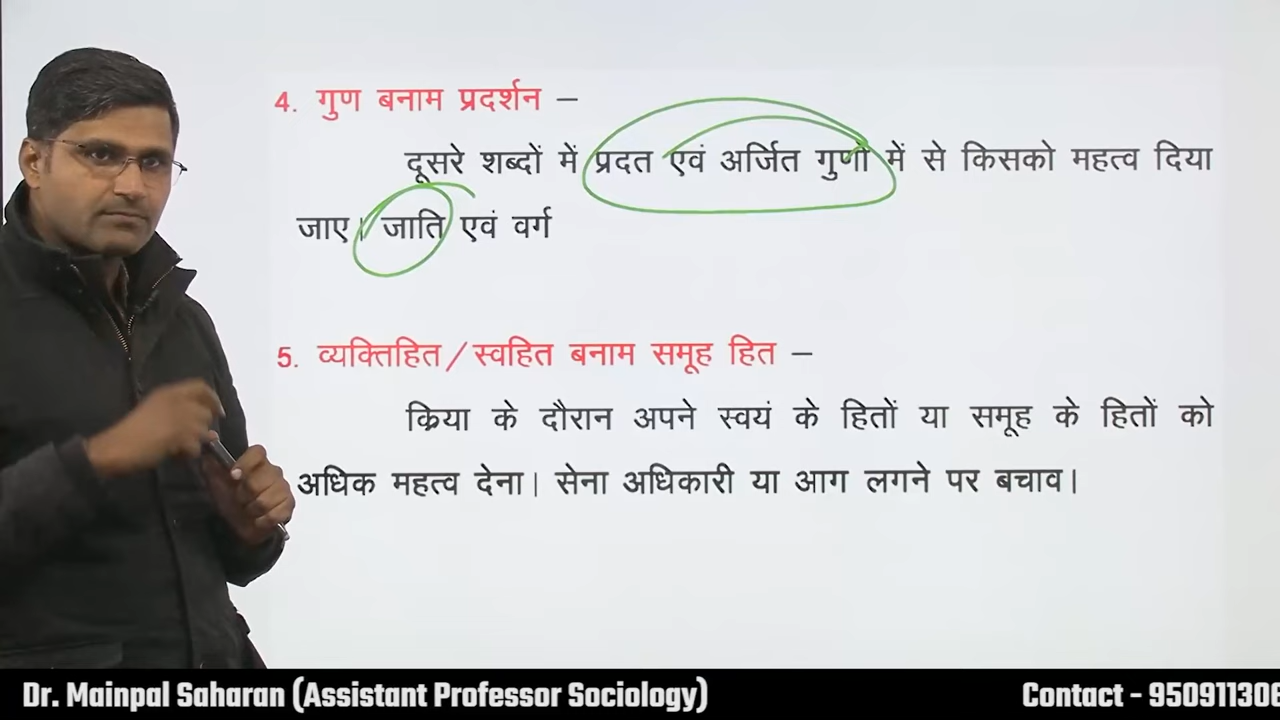 4. गुण बनाम प्रदर्शन –
दूसरे शब्दों में प्रदत एवं अर्जित गुणों में से किसको महत्व दिया
जाए। जाति एवं वर्ग
5. व्यक्तिहित/स्वहित बनाम समूह हित –
क्रिया के दौरान अपने स्वयं के हितों या समूह के हितों को
अधिक महत्व देना। सेना अधिकारी या आग लगने पर बचाव।
Dr. Mainpal Saharan (Assistant Professor Sociology)
Contact - 95091130